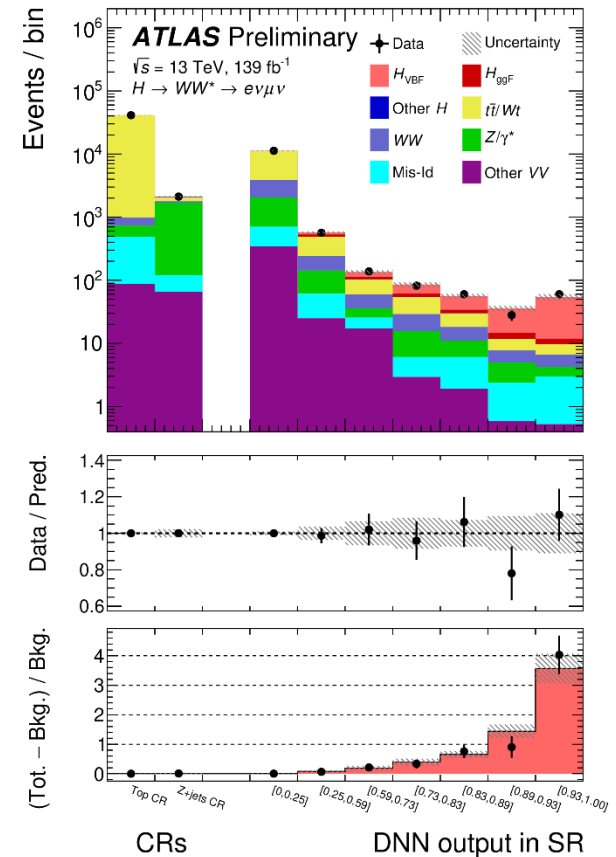 ATLAS Preliminary
√s = 13 TeV, 139 fb⁻¹
H → WW* → eνμν
Data
Uncertainty
H_VBF
H_ggF
Other H
tt̄/Wt
WW
Z/γ*
Mis-Id
Other VV
Events / bin
10⁶
10⁵
10⁴
10³
10²
10
1
Data / Pred.
1.4
1.2
1
0.8
0.6
(Tot. − Bkg.) / Bkg.
4
3
2
1
0
Top CR
Z+jets CR
[0,0.25]
[0.25,0.59]
[0.59,0.73]
[0.73,0.83]
[0.83,0.89]
[0.89,0.93]
[0.93,1.00]
CRs
DNN output in SR